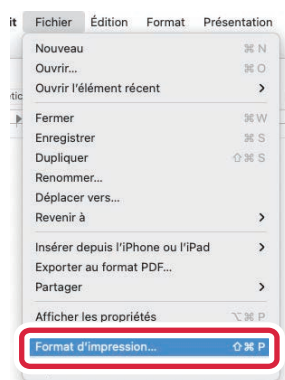 it Fichier Édition Format Présentation
Nouveau ⌘ N
Ouvrir... ⌘ O
Ouvrir l'élément récent >
Fermer ⌘ W
Enregistrer ⌘ S
Dupliquer ⇧ ⌘ S
Renommer...
Déplacer vers...
Revenir à >
Insérer depuis l'iPhone ou l'iPad >
Exporter au format PDF...
Partager >
Afficher les propriétés ⌥ ⌘ P
Format d'impression... ⇧ ⌘ P